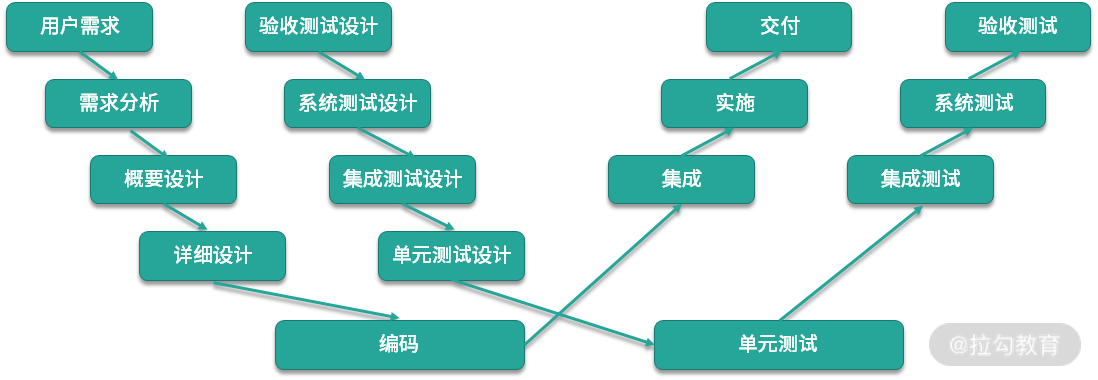 用户需求
验收测试设计
交付
验收测试
需求分析
系统测试设计
实施
系统测试
概要设计
集成测试设计
集成
集成测试
详细设计
单元测试设计
编码
单元测试
@拉勾教育